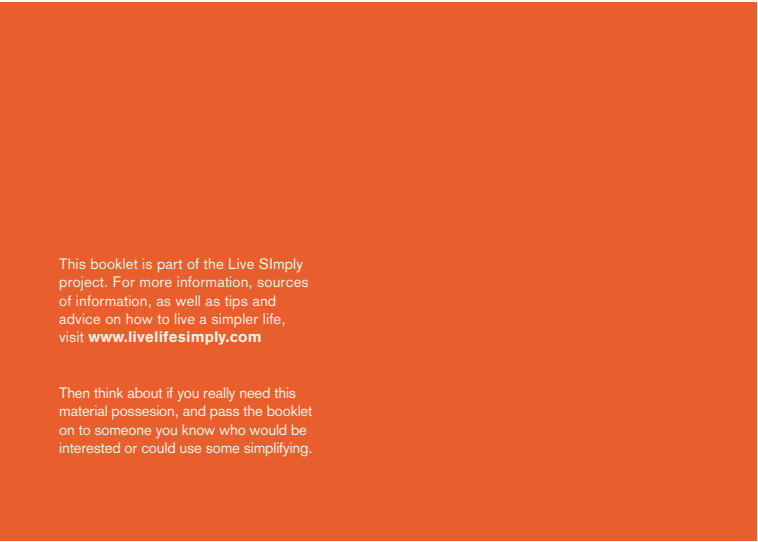 This booklet is part of the Live SImply
project. For more information, sources
of information, as well as tips and
advice on how to live a simpler life,
visit www.livelifesimply.com
Then think about if you really need this
material possesion, and pass the booklet
on to someone you know who would be
interested or could use some simplifying.